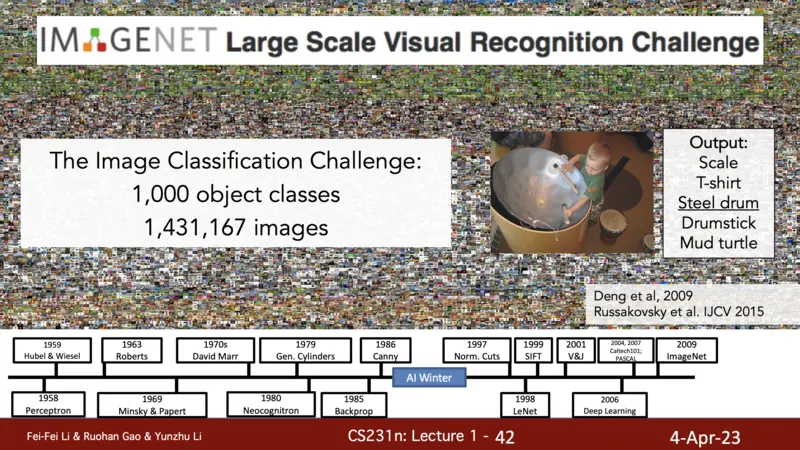 IMAGENET Large Scale Visual Recognition Challenge
The Image Classification Challenge:
1,000 object classes
1,431,167 images
Output:
Scale
T-shirt
Steel drum
Drumstick
Mud turtle
Deng et al, 2009
Russakovsky et al. IJCV 2015
1959
Hubel & Wiesel
1963
Roberts
1970s
David Marr
1979
Gen. Cylinders
1986
Canny
1997
Norm. Cuts
1999
SIFT
2001
V&J
2004, 2007
Caltech101;
PASCAL
2009
ImageNet
AI Winter
1958
Perceptron
1969
Minsky & Papert
1980
Neocognitron
1985
Backprop
1998
LeNet
2006
Deep Learning
Fei-Fei Li & Ruohan Gao & Yunzhu Li
CS231n: Lecture 1 - 42
4-Apr-23